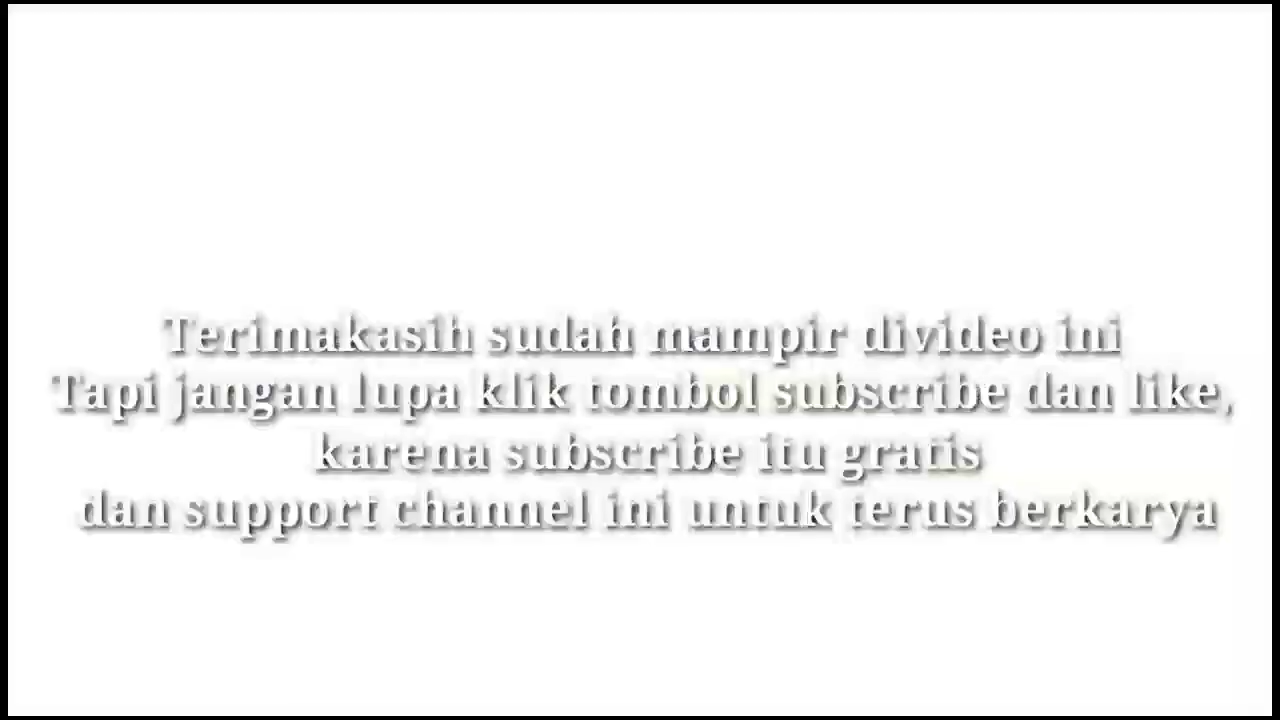 Terimakasih sudah mampir divideo ini
Tapi jangan lupa klik tombol subscribe dan like,
karena subscribe itu gratis
dan support channel ini untuk terus berkarya